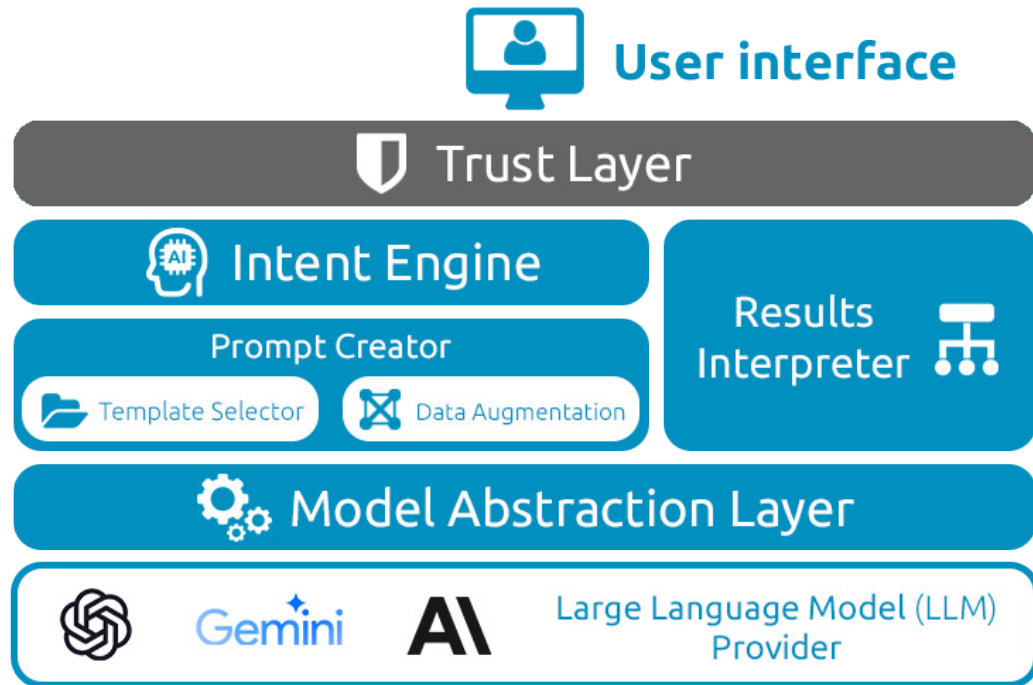 User interface
Trust Layer
AI
Intent Engine
Prompt Creator
Template Selector
Data Augmentation
Results
Interpreter
Model Abstraction Layer
Gemini
A\
Large Language Model (LLM)
Provider